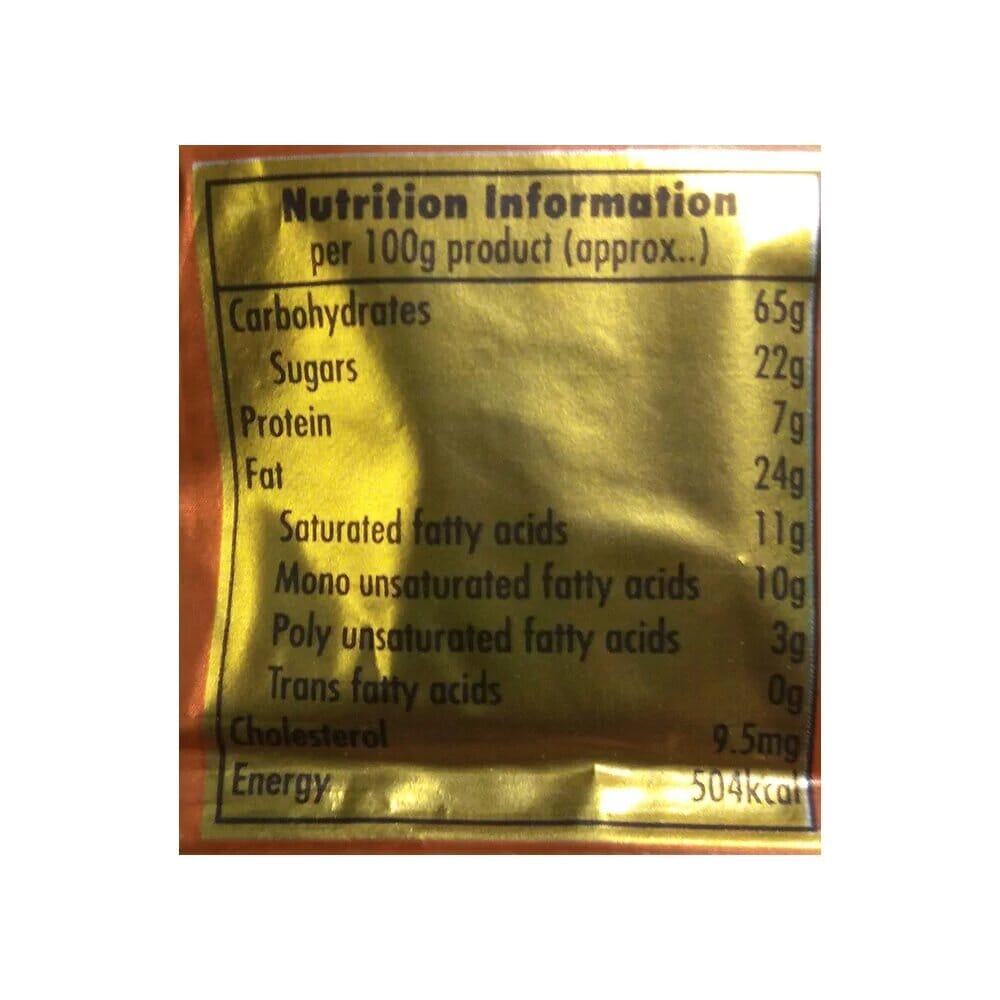 Nutrition Information
per 100g product (approx..)
Carbohydrates 65g
Sugars 22g
Protein 7g
Fat 24g
Saturated fatty acids 11g
Mono unsaturated fatty acids 10g
Poly unsaturated fatty acids 3g
Trans fatty acids 0g
Cholesterol 9.5mg
Energy 504kcal